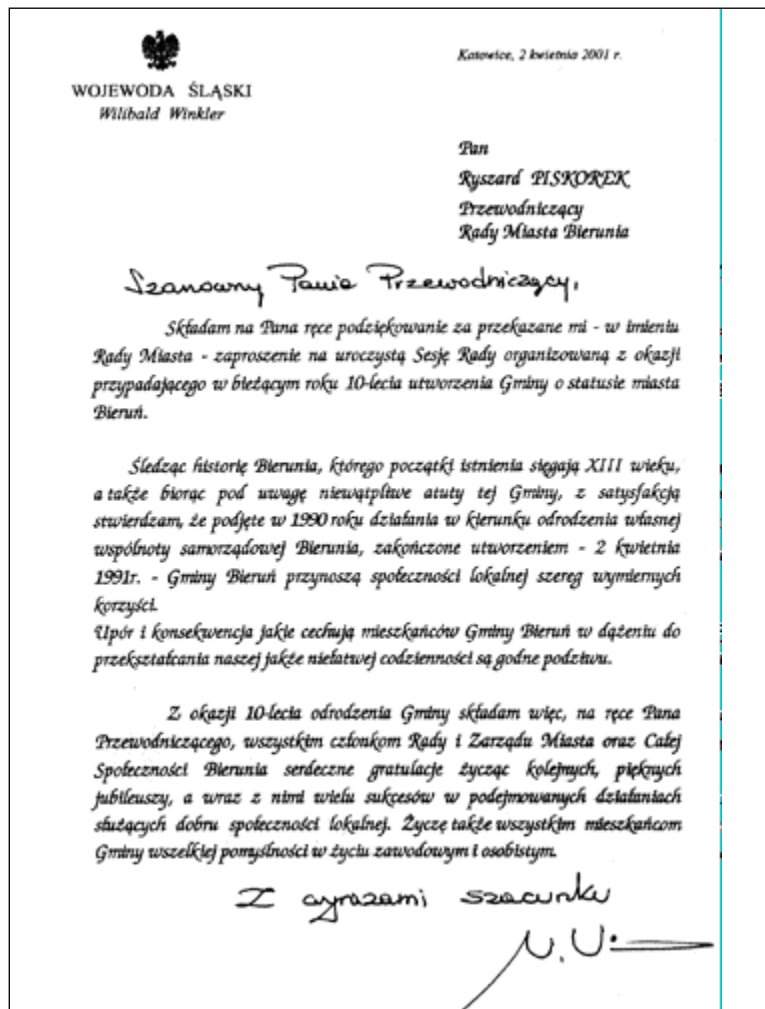 Katowice, 2 kwietnia 2001 r.
WOJEWODA ŚLĄSKI
Wilibald Winkler
Pan
Ryszard PISKOREK
Przewodniczący
Rady Miasta Bierunia
Szanowny Panie Przewodniczący,
Składam na Pana ręce podziękowanie za przekazane mi - w imieniu
Rady Miasta - zaproszenie na uroczystą Sesję Rady organizowaną z okazji
przypadającego w bieżącym roku 10-lecia utworzenia Gminy o statusie miasta
Bieruń.
Śledząc historię Bierunia, którego początki istnienia sięgają XIII wieku,
a także biorąc pod uwagę niewątpliwe atuty tej Gminy, z satysfakcją
stwierdzam, że podjęte w 1990 roku działania w kierunku odrodzenia własnej
wspólnoty samorządowej Bierunia, zakończone utworzeniem - 2 kwietnia
1991r. - Gminy Bieruń przynoszą społeczności lokalnej szereg wymiernych
korzyści.
Upór i konsekwencja jakie cechują mieszkańców Gminy Bieruń w dążeniu do
przekształcania naszej jakże niełatwej codzienności są godne podziwu.
Z okazji 10-lecia odrodzenia Gminy składam więc, na ręce Pana
Przewodniczącego, wszystkim członkom Rady i Zarządu Miasta oraz Całej
Społeczności Bierunia serdeczne gratulacje życząc kolejnych, pięknych
jubileuszy, a wraz z nimi wielu sukcesów w podejmowanych działaniach
służących dobru społeczności lokalnej. Życzę także wszystkim mieszkańcom
Gminy wszelkiej pomyślności w życiu zawodowym i osobistym.
Z wyrazami szacunku